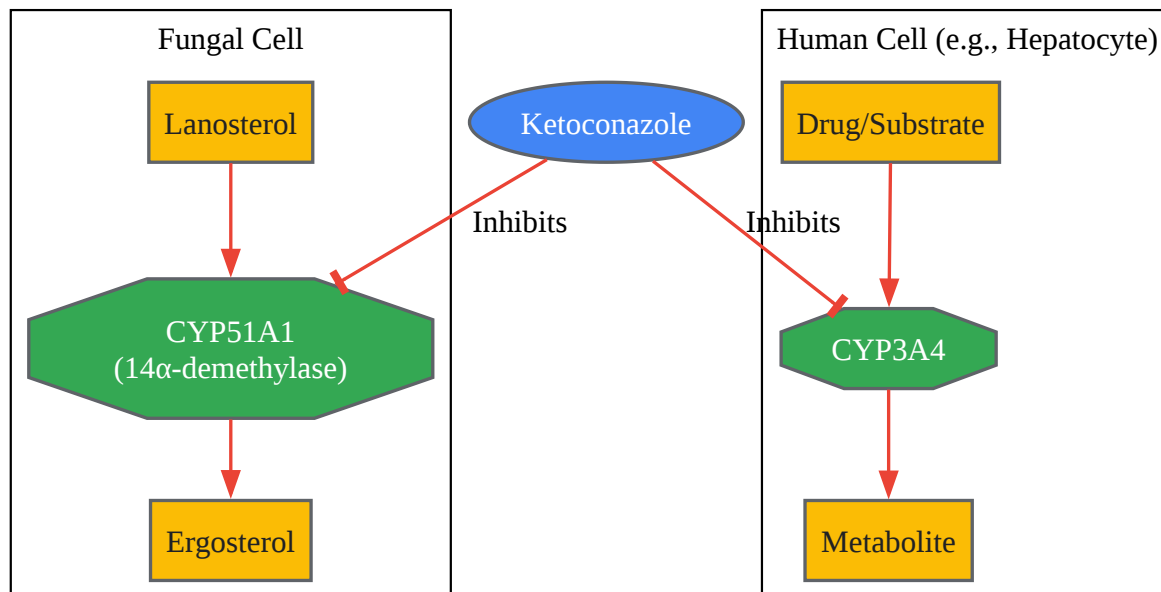 Fungal Cell
Human Cell (e.g., Hepatocyte)
Lanosterol
Ketoconazole
Drug/Substrate
Inhibits
Inhibits
CYP51A1
(14α-demethylase)
CYP3A4
Ergosterol
Metabolite